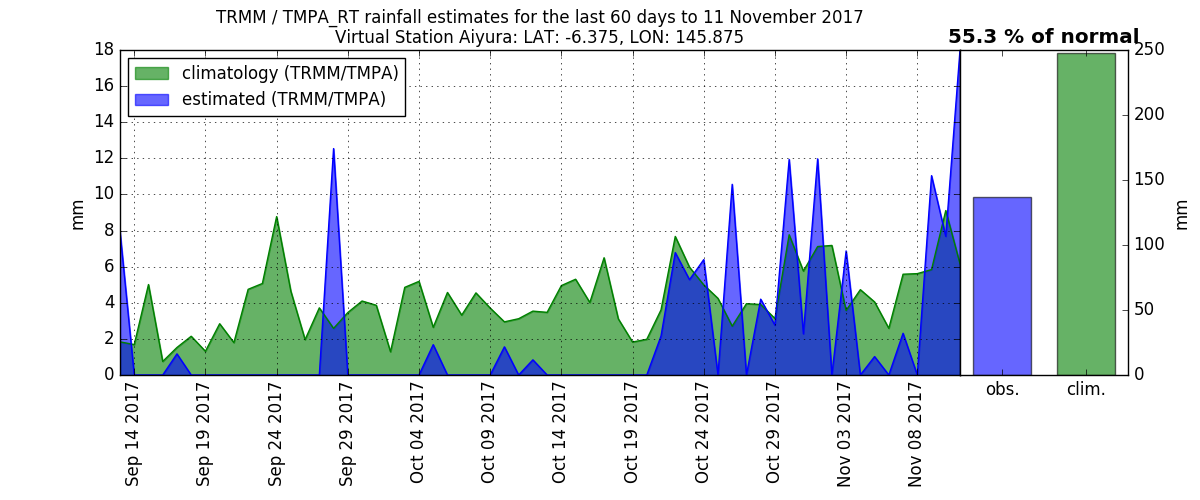 TRMM / TMPA_RT rainfall estimates for the last 60 days to 11 November 2017
Virtual Station Aiyura: LAT: -6.375, LON: 145.875
55.3 % of normal
climatology (TRMM/TMPA)
estimated (TRMM/TMPA)
18
16
14
12
10
8
6
4
2
0
mm
Sep 14 2017
Sep 19 2017
Sep 24 2017
Sep 29 2017
Oct 04 2017
Oct 09 2017
Oct 14 2017
Oct 19 2017
Oct 24 2017
Oct 29 2017
Nov 03 2017
Nov 08 2017
obs.
clim.
250
200
150
100
50
0
mm